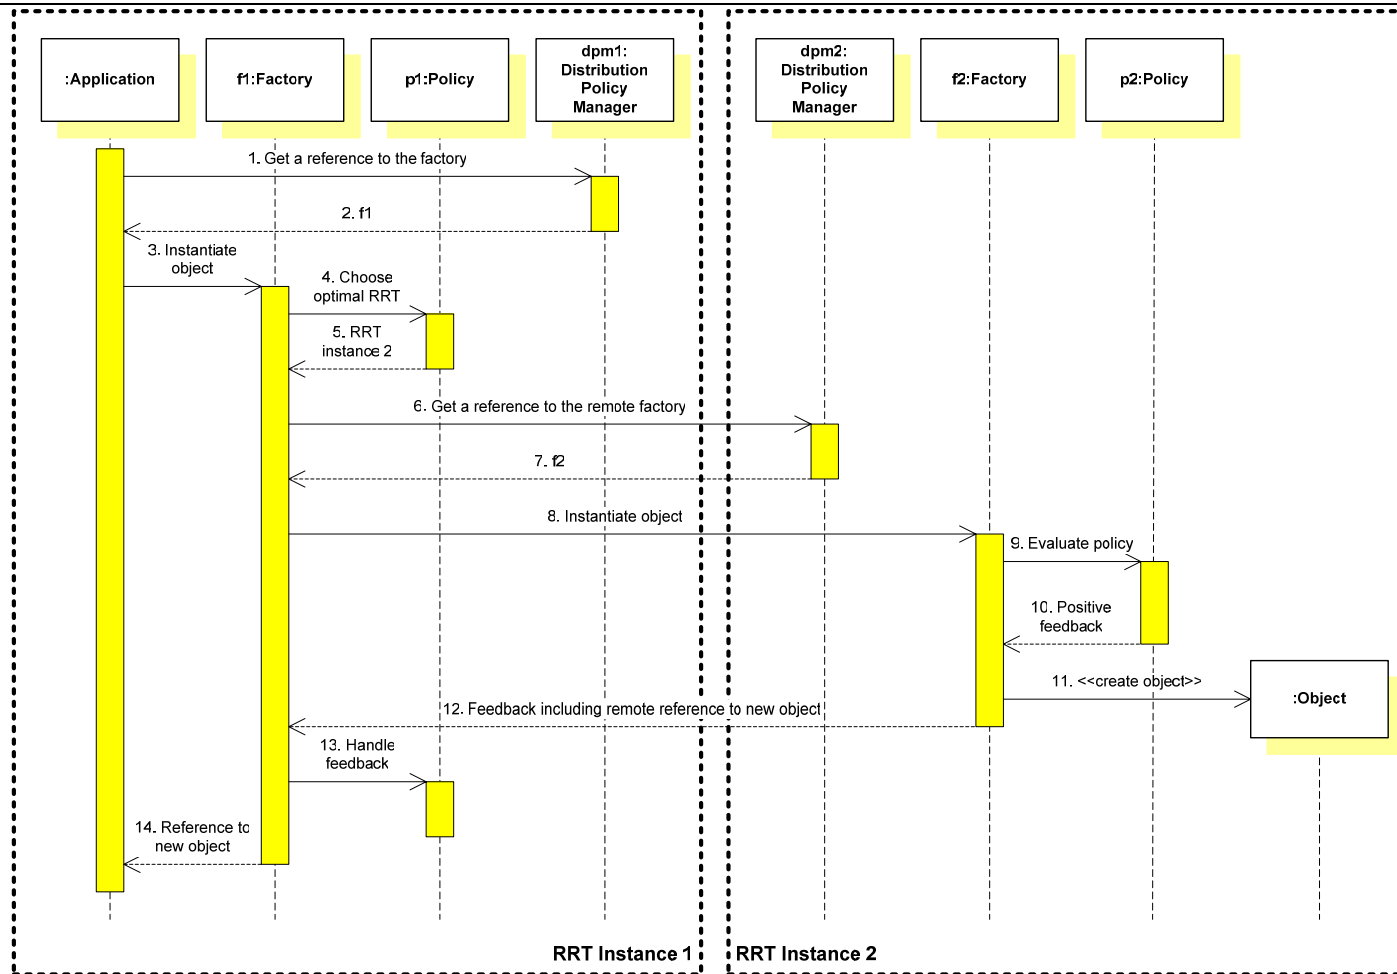 :Application
f1:Factory
p1:Policy
dpm1:
Distribution
Policy
Manager
dpm2:
Distribution
Policy
Manager
f2:Factory
p2:Policy
1. Get a reference to the factory
2. f1
3. Instantiate
object
4. Choose
optimal RRT
5. RRT
instance 2
6. Get a reference to the remote factory
7. f2
8. Instantiate object
9. Evaluate policy
10. Positive
feedback
11. <<create object>>
:Object
12. Feedback including remote reference to new object
13. Handle
feedback
14. Reference to
new object
RRT Instance 1
RRT Instance 2